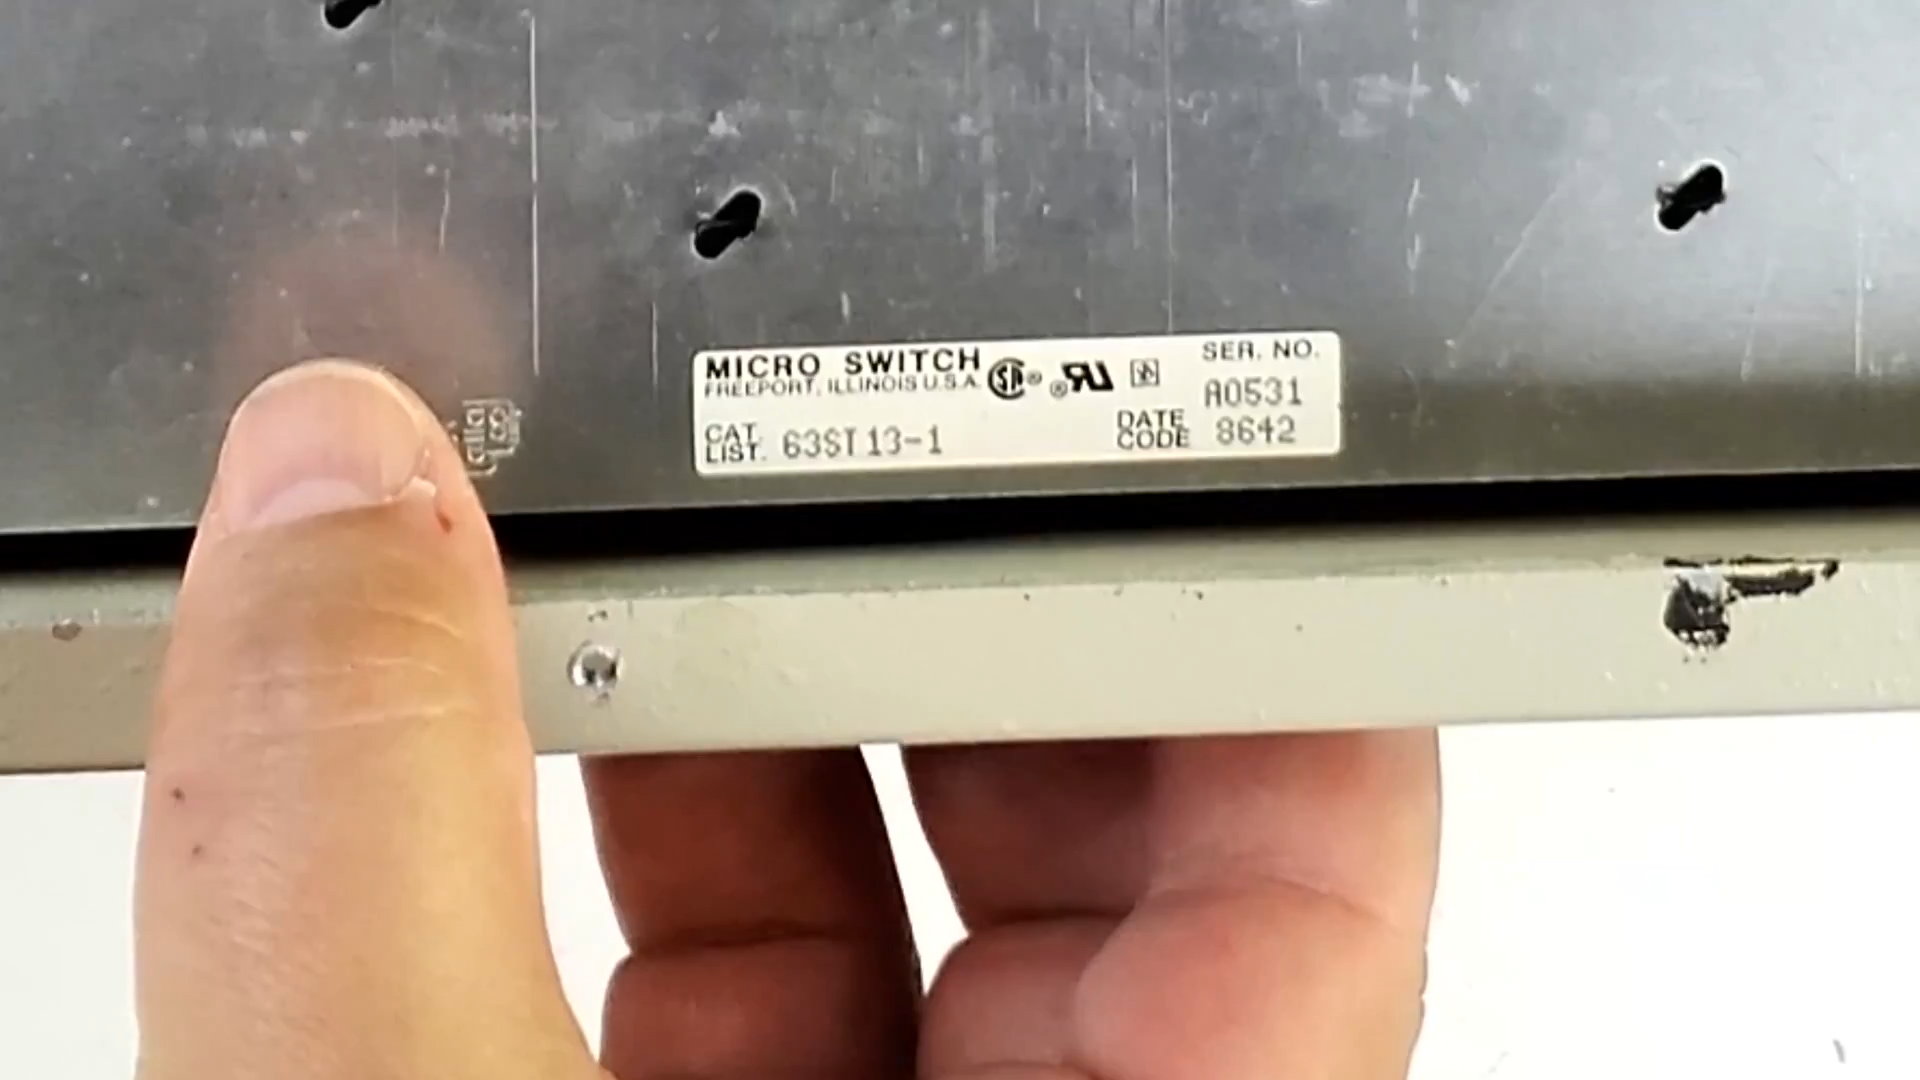 MICRO SWITCH
FREEPORT, ILLINOIS U.S.A.
SER. NO.
A0531
CAT. LIST. 63ST13-1
DATE CODE 8642